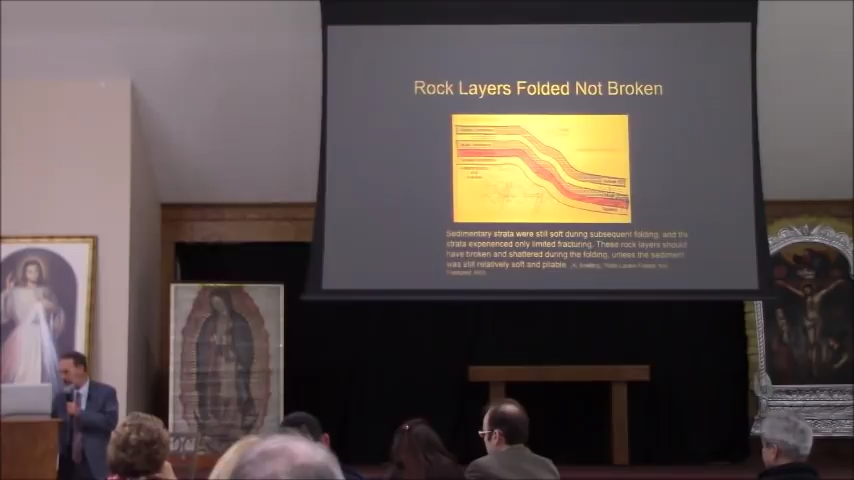 Rock Layers Folded Not Broken
Sedimentary strata were still soft during subsequent folding, and the
strata experienced only limited fracturing. These rock layers should
have broken and shattered during the folding, unless the sediment
was still relatively soft and pliable